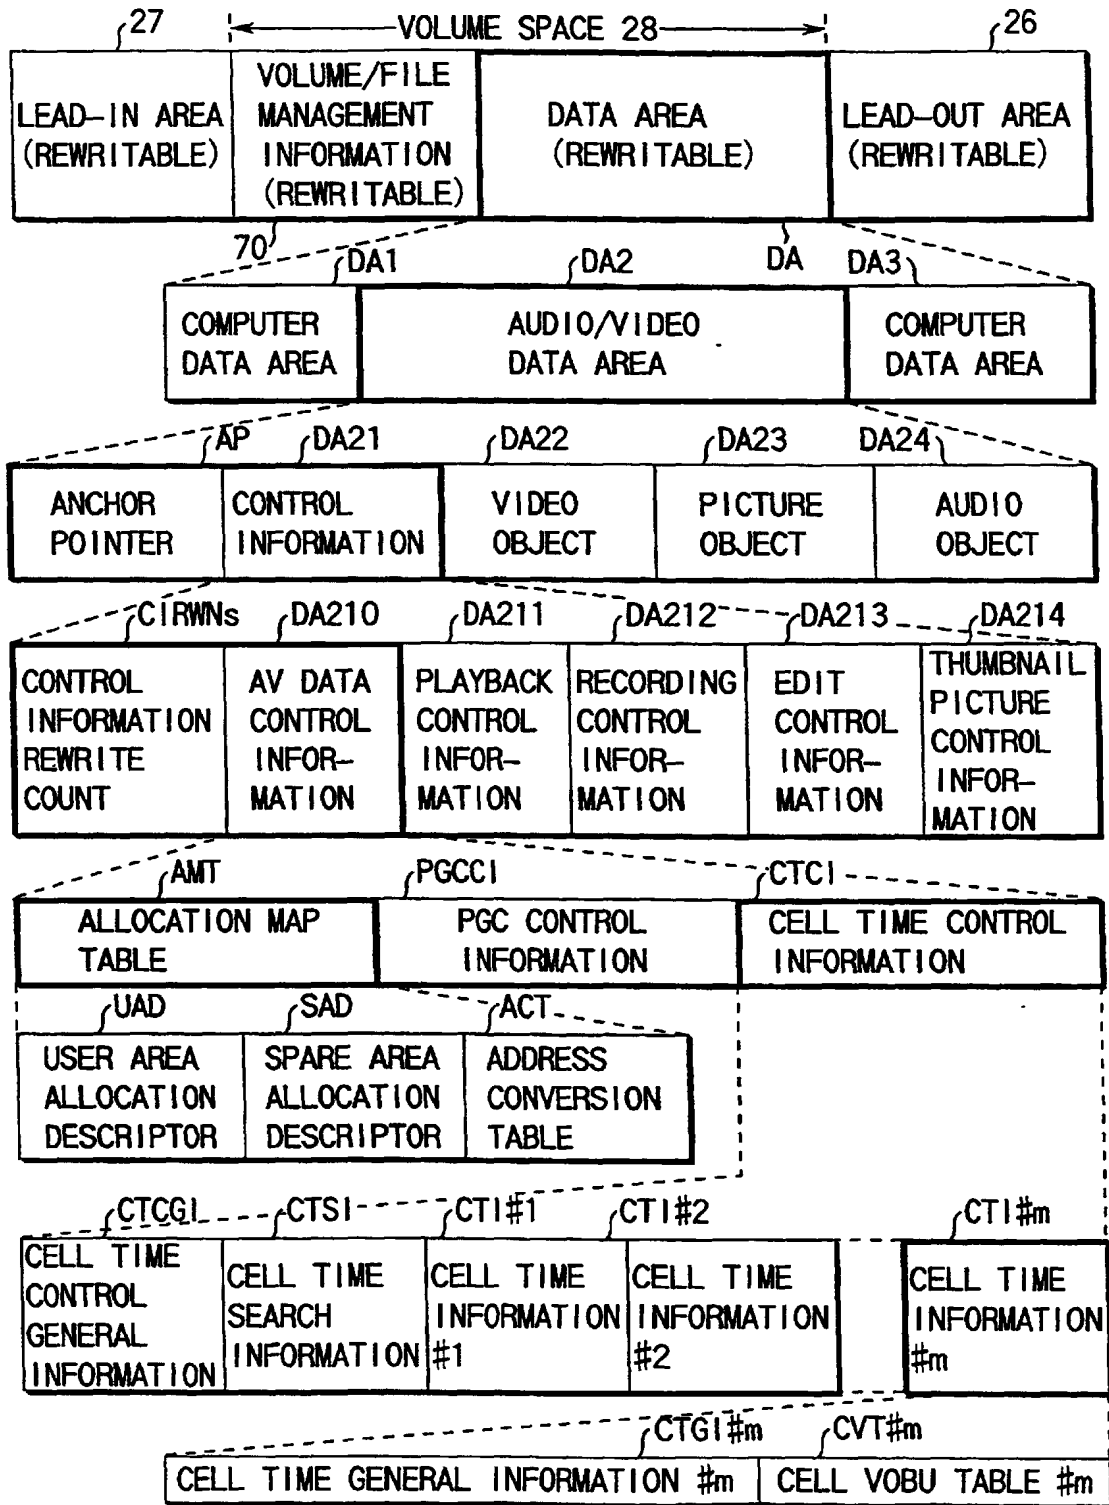 27
VOLUME SPACE 28
26
LEAD-IN AREA
(REWRITABLE)
VOLUME/FILE
MANAGEMENT
INFORMATION
(REWRITABLE)
DATA AREA
(REWRITABLE)
LEAD-OUT AREA
(REWRITABLE)
70
DA1
DA2
DA
DA3
COMPUTER
DATA AREA
AUDIO/VIDEO
DATA AREA
COMPUTER
DATA AREA
AP
DA21
DA22
DA23
DA24
ANCHOR
POINTER
CONTROL
INFORMATION
VIDEO
OBJECT
PICTURE
OBJECT
AUDIO
OBJECT
CIRWNs
DA210
DA211
DA212
DA213
DA214
CONTROL
INFORMATION
REWRITE
COUNT
AV DATA
CONTROL
INFOR-
MATION
PLAYBACK
CONTROL
INFOR-
MATION
RECORDING
CONTROL
INFOR-
MATION
EDIT
CONTROL
INFOR-
MATION
THUMBNAIL
PICTURE
CONTROL
INFOR-
MATION
AMT
PGCCI
CTCI
ALLOCATION MAP
TABLE
PGC CONTROL
INFORMATION
CELL TIME CONTROL
INFORMATION
UAD
SAD
ACT
USER AREA
ALLOCATION
DESCRIPTOR
SPARE AREA
ALLOCATION
DESCRIPTOR
ADDRESS
CONVERSION
TABLE
CTCGI
CTSI
CTI#1
CTI#2
CTI#m
CELL TIME
CONTROL
GENERAL
INFORMATION
CELL TIME
SEARCH
INFORMATION
CELL TIME
INFORMATION
#1
CELL TIME
INFORMATION
#2
CELL TIME
INFORMATION
#m
CTGI#m
CVT#m
CELL TIME GENERAL INFORMATION #m
CELL VOBU TABLE #m